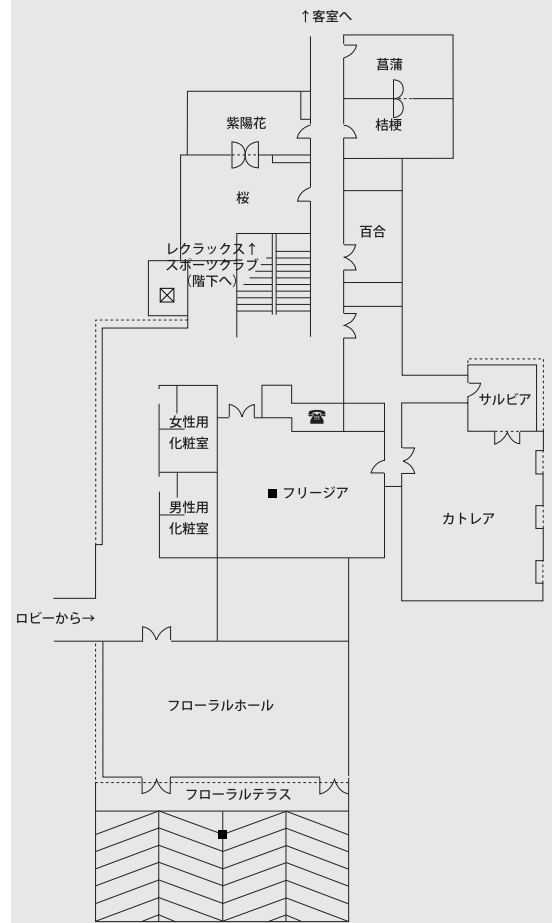 ↑客室へ
菖蒲
紫陽花
桔梗
桜
百合
レクラックス↑
スポーツクラブ
（階下へ）
サルビア
女性用
化粧室
フリージア
男性用
化粧室
カトレア
ロビーから→
フローラルホール
フローラルテラス